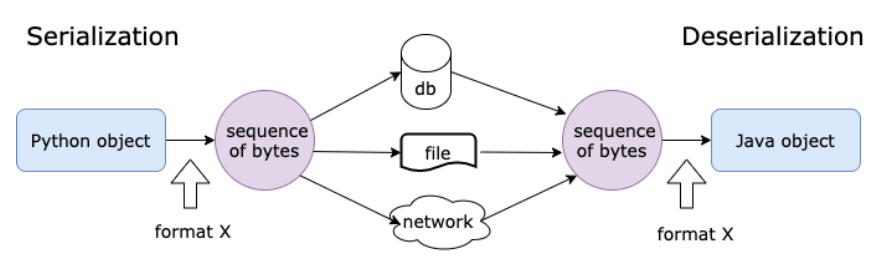 Serialization
Deserialization
db
Python object
sequence
of bytes
file
sequence
of bytes
Java object
network
format X
format X